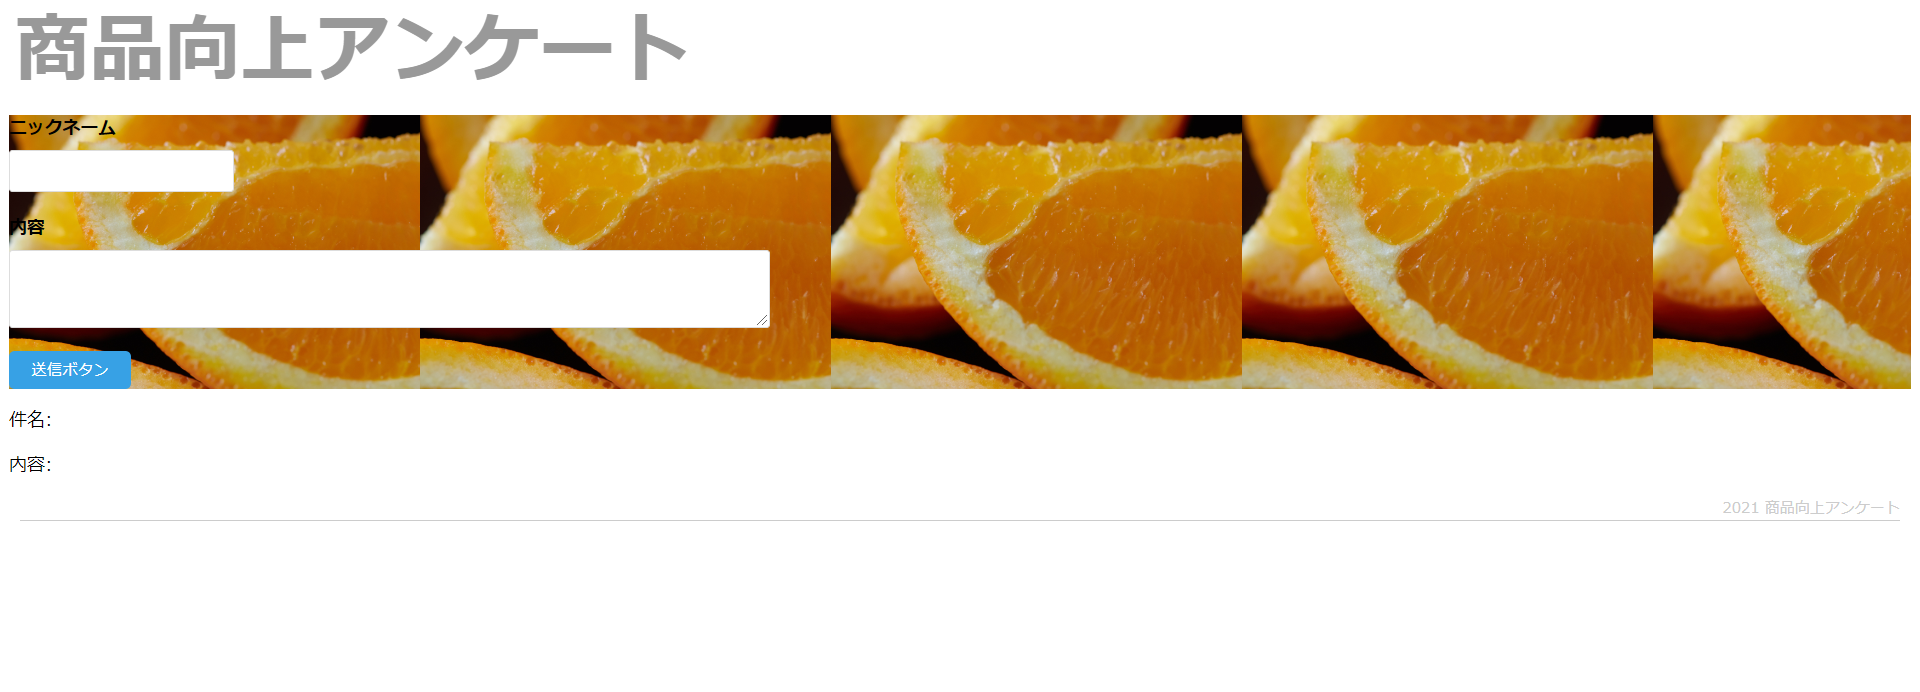 商品向上アンケート
ニックネーム
内容
送信ボタン
件名:
内容:
2021 商品向上アンケート